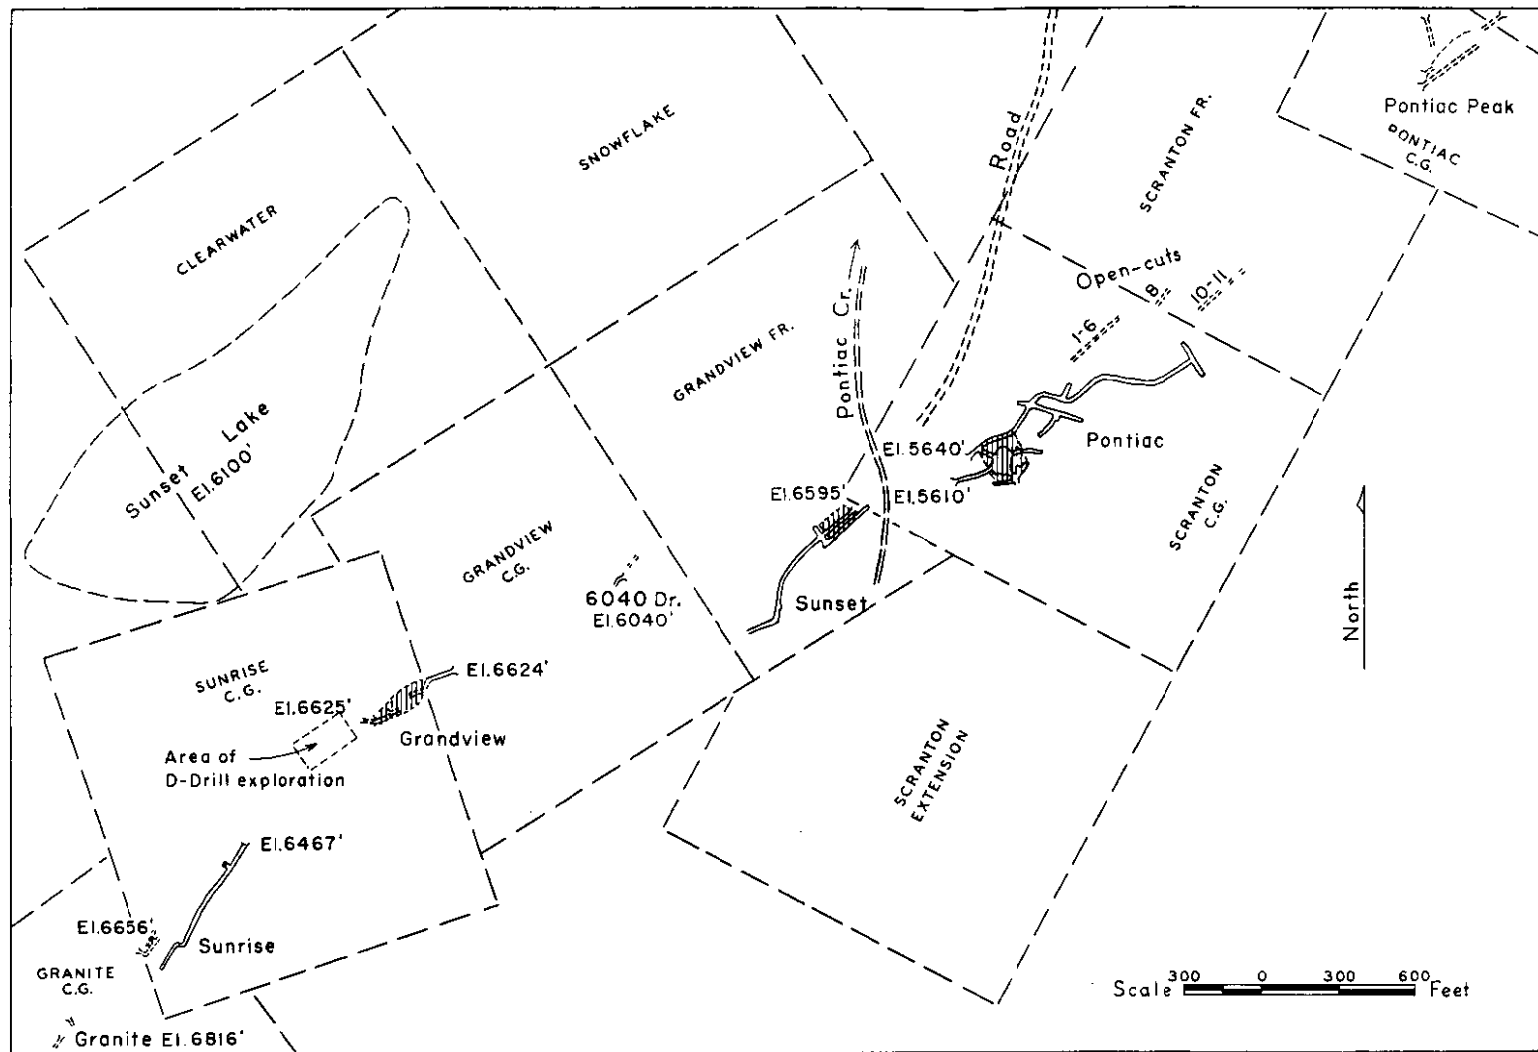 Pontiac Peak
PONTIAC
C.G.
SNOWFLAKE
Road
SCRANTON FR.
CLEARWATER
Open-cuts
1-6
8
10-11
GRANDVIEW FR.
Pontiac Cr.
Sunset Lake
El.6100'
El.5640'
Pontiac
El.6595'
El.5610'
SCRANTON
C.G.
GRANDVIEW
C.G.
6040 Dr.
El.6040'
Sunset
North
SUNRISE
C.G.
El.6624'
El.6625'
Grandview
Area of
D-Drill exploration
SCRANTON
EXTENSION
El.6467'
El.6656'
Sunrise
GRANITE
C.G.
Granite El.6816'
Scale 300 0 300 600 Feet